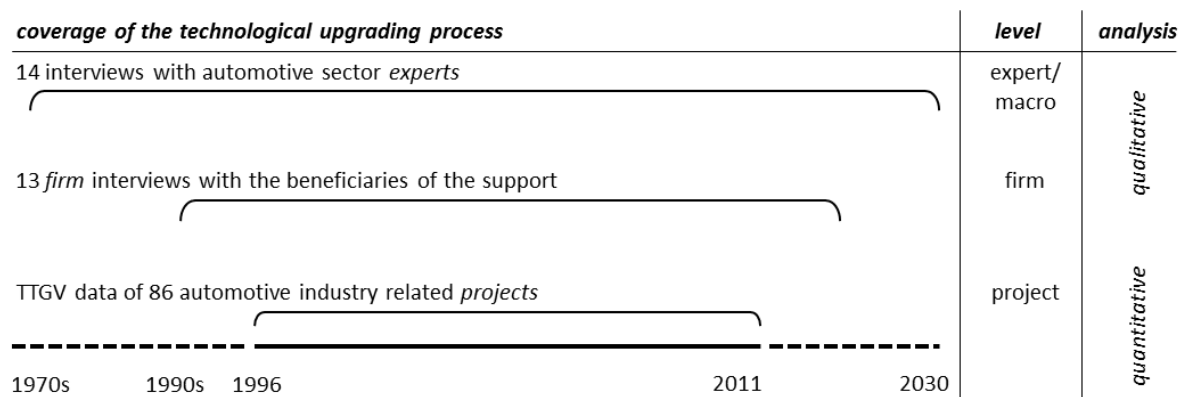 coverage of the technological upgrading process level analysis
14 interviews with automotive sector experts expert/
macro
qualitative
13 firm interviews with the beneficiaries of the support firm
TTGV data of 86 automotive industry related projects project
quantitative
1970s 1990s 1996 2011 2030